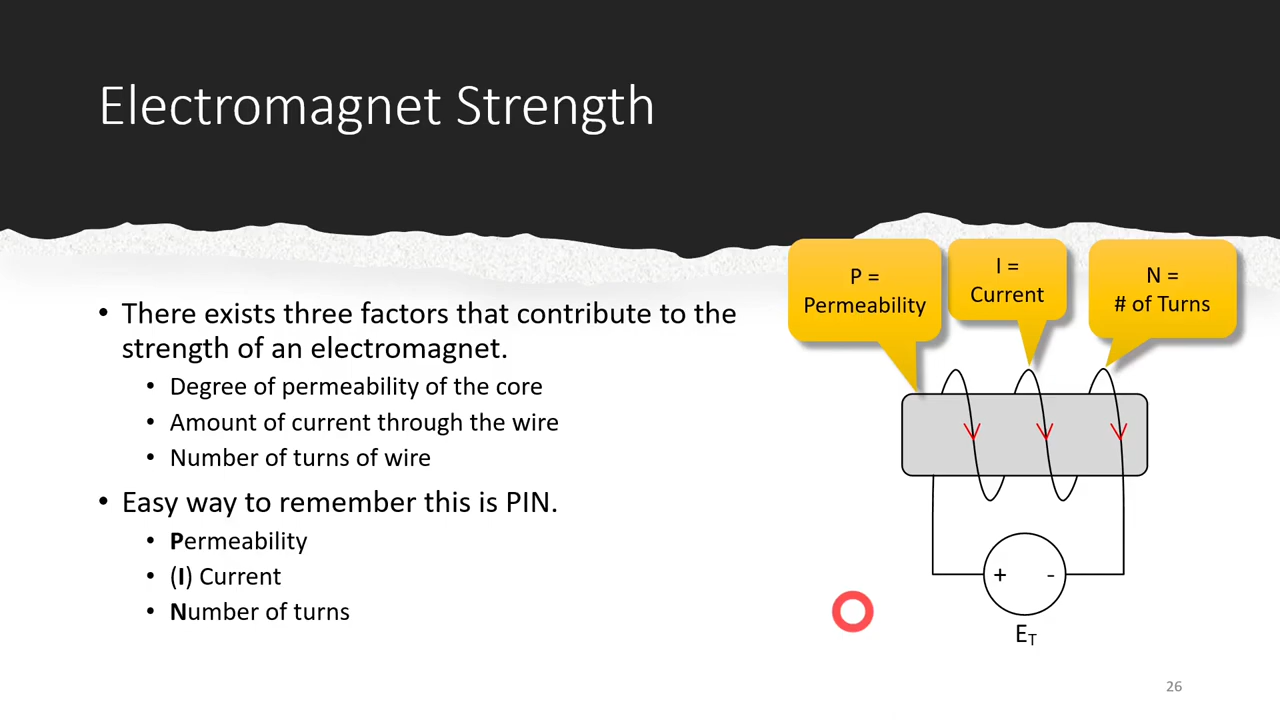 Electromagnet Strength
• There exists three factors that contribute to the
strength of an electromagnet.
• Degree of permeability of the core
• Amount of current through the wire
• Number of turns of wire
• Easy way to remember this is PIN.
• Permeability
• (I) Current
• Number of turns
P =
Permeability
I =
Current
N =
# of Turns
+ -
ET
26